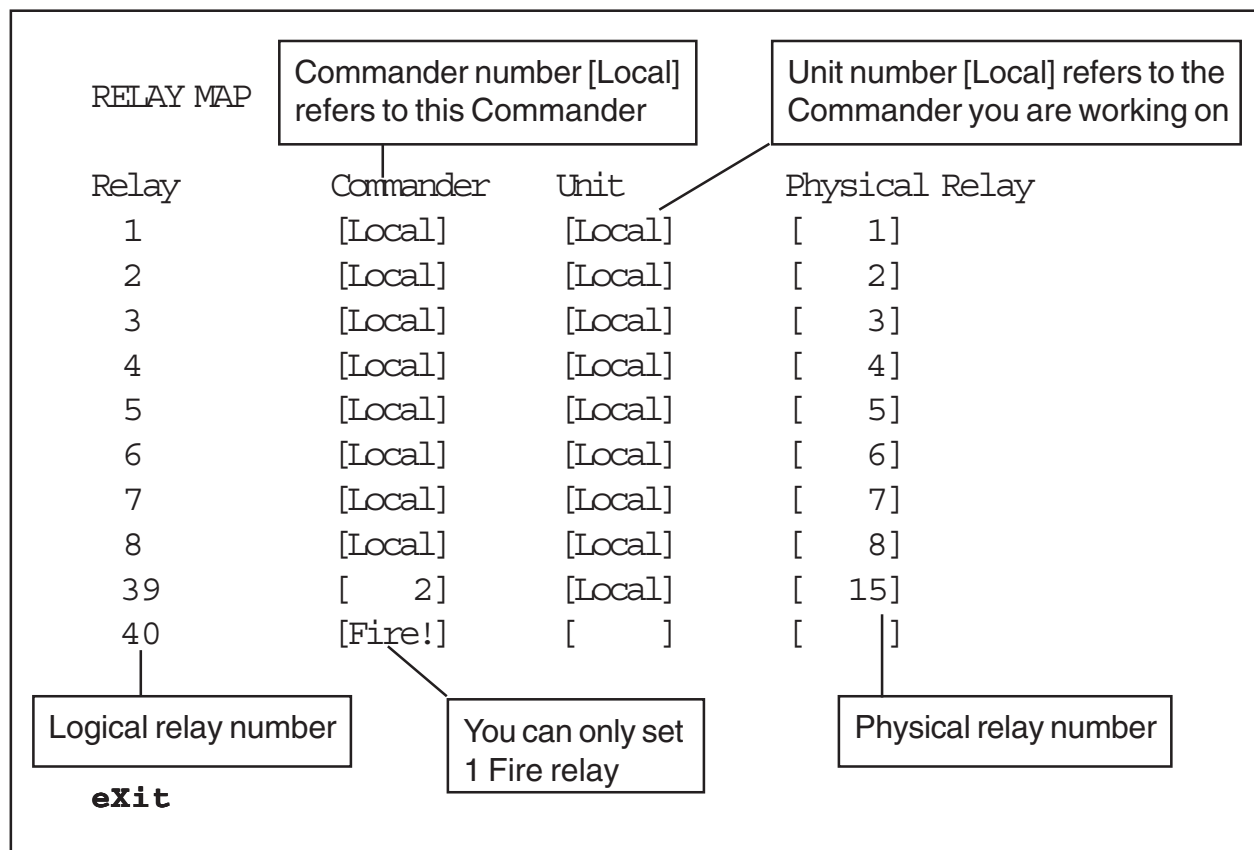 Commander number [Local]
refers to this Commander
Unit number [Local] refers to the
Commander you are working on
RELAY MAP
Relay Commander Unit Physical Relay
1 [Local] [Local] [ 1]
2 [Local] [Local] [ 2]
3 [Local] [Local] [ 3]
4 [Local] [Local] [ 4]
5 [Local] [Local] [ 5]
6 [Local] [Local] [ 6]
7 [Local] [Local] [ 7]
8 [Local] [Local] [ 8]
39 [ 2] [Local] [ 15]
40 [Fire!] [ ] [ ]
Logical relay number
You can only set
1 Fire relay
Physical relay number
eXit